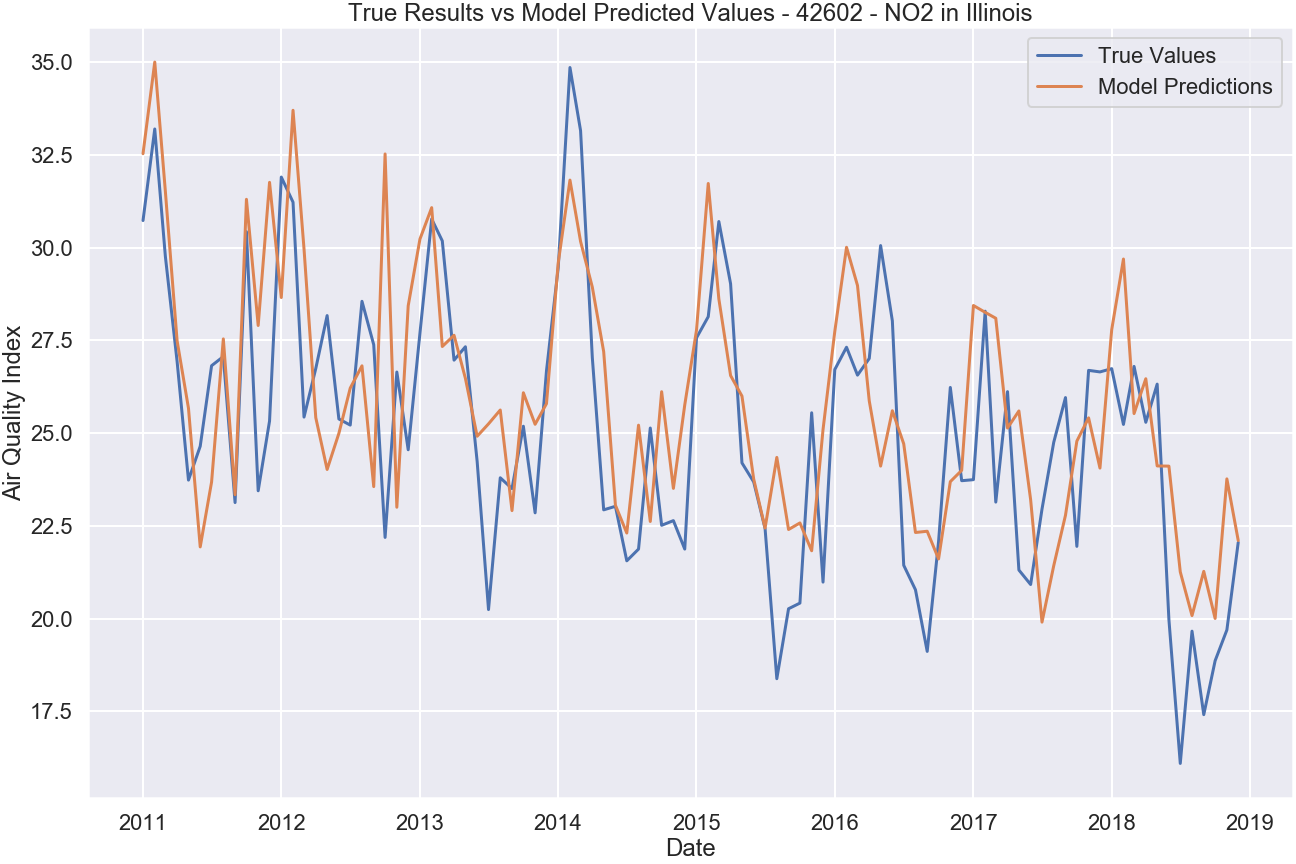 True Results vs Model Predicted Values - 42602 - NO2 in Illinois
True Values
Model Predictions
Air Quality Index
35.0
32.5
30.0
27.5
25.0
22.5
20.0
17.5
2011 2012 2013 2014 2015 2016 2017 2018 2019
Date